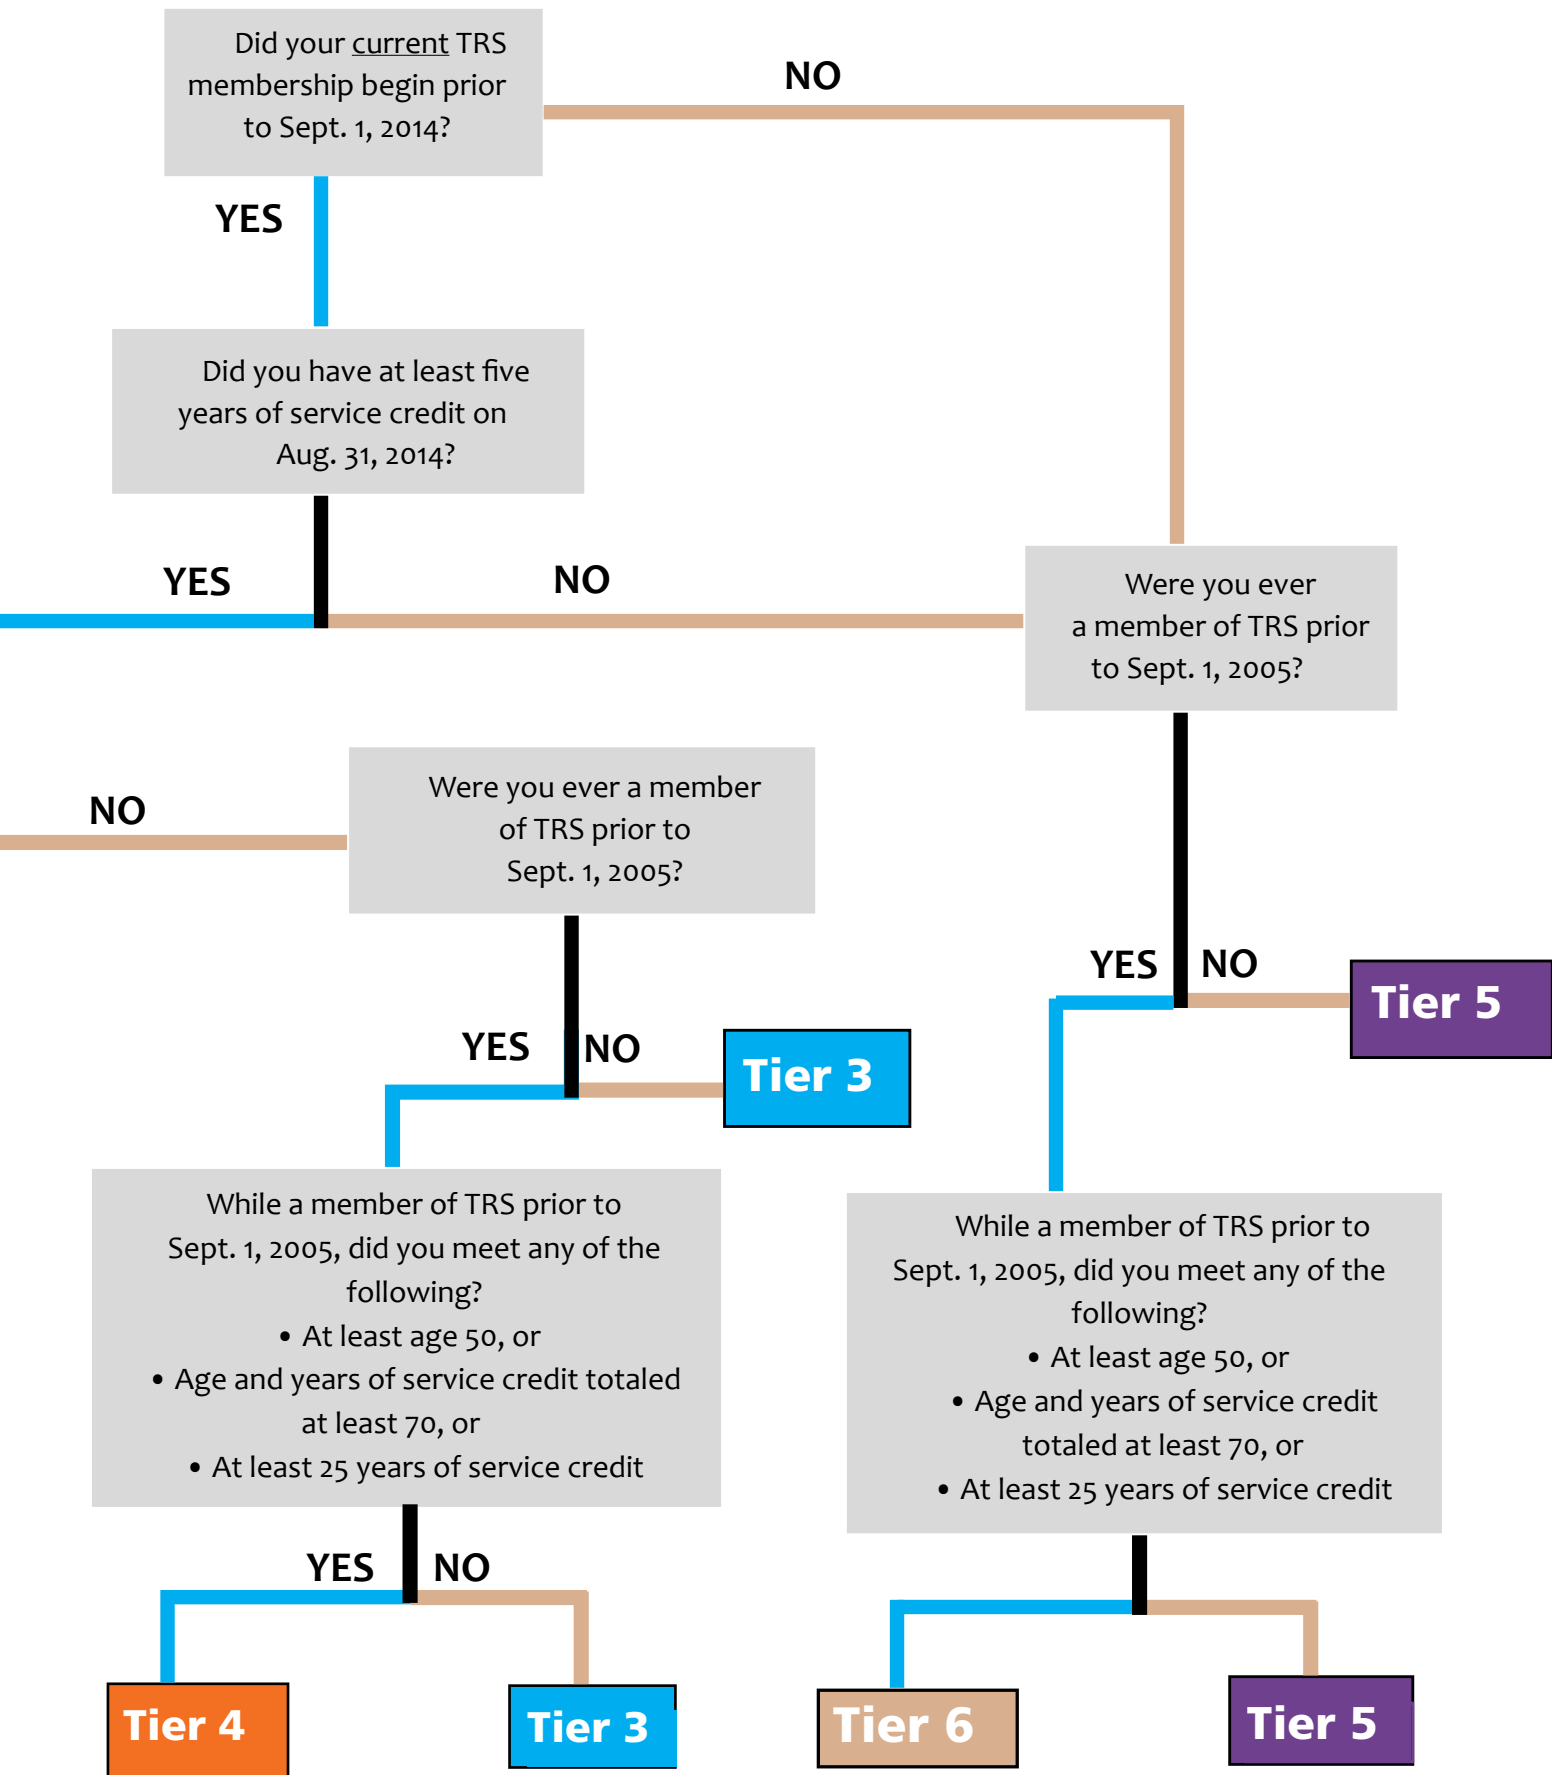 Did your current TRS
membership begin prior
to Sept. 1, 2014?
NO
YES
Did you have at least five
years of service credit on
Aug. 31, 2014?
YES
NO
Were you ever
a member of TRS prior
to Sept. 1, 2005?
NO
Were you ever a member
of TRS prior to
Sept. 1, 2005?
YES
NO
Tier 5
YES
NO
Tier 3
While a member of TRS prior to
Sept. 1, 2005, did you meet any of the
following?
• At least age 50, or
• Age and years of service credit totaled
at least 70, or
• At least 25 years of service credit
While a member of TRS prior to
Sept. 1, 2005, did you meet any of the
following?
• At least age 50, or
• Age and years of service credit
totaled at least 70, or
• At least 25 years of service credit
YES
NO
Tier 4
Tier 3
Tier 6
Tier 5